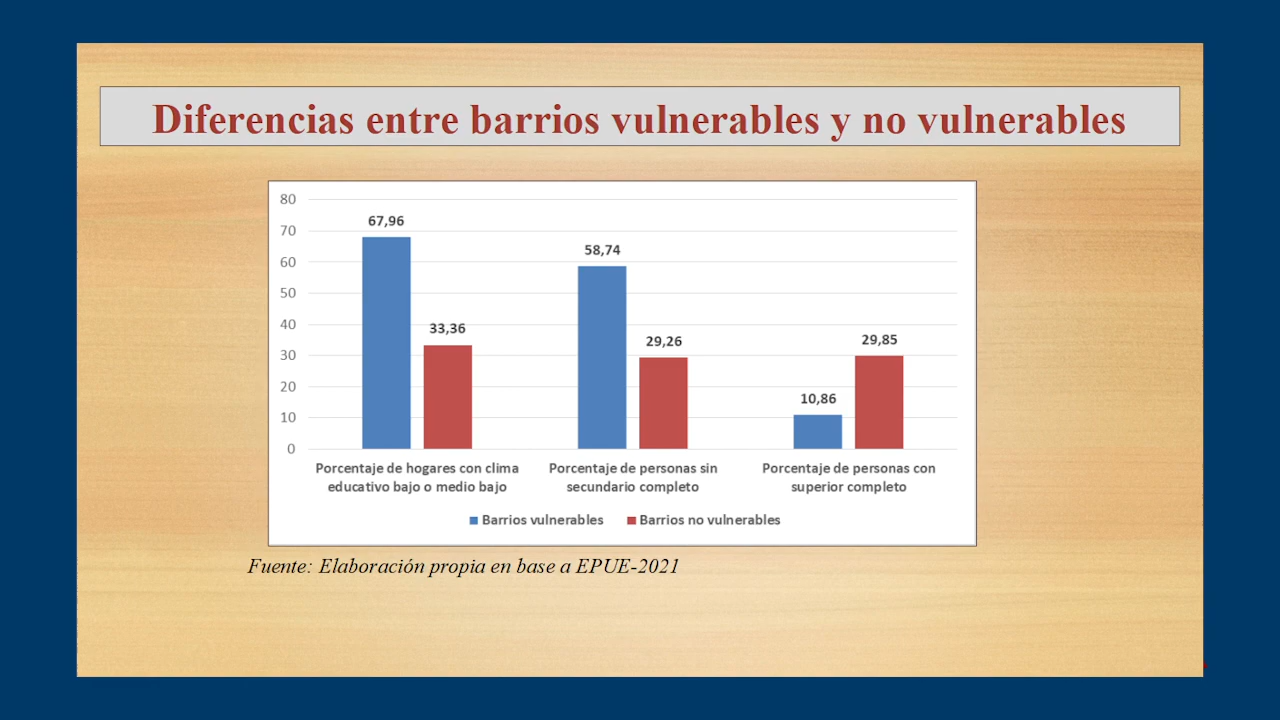 Diferencias entre barrios vulnerables y no vulnerables
80
70
60
50
40
30
20
10
0
67,96
33,36
58,74
29,26
10,86
29,85
Porcentaje de hogares con clima
educativo bajo o medio bajo
Porcentaje de personas sin
secundario completo
Porcentaje de personas con
superior completo
Barrios vulnerables
Barrios no vulnerables
Fuente: Elaboración propia en base a EPUE-2021